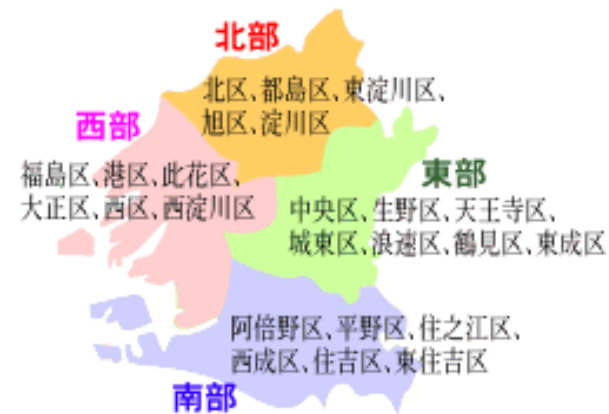 北部
北区、都島区、東淀川区、
旭区、淀川区
西部
福島区、港区、此花区、
大正区、西区、西淀川区
東部
中央区、生野区、天王寺区、
城東区、浪速区、鶴見区、東成区
阿倍野区、平野区、住之江区、
西成区、住吉区、東住吉区
南部